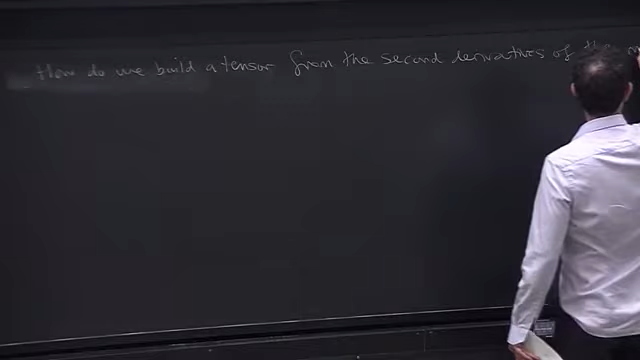 How do we build a tensor from the second derivatives of the